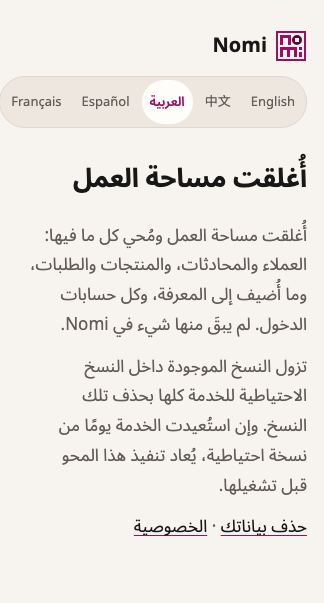 Nomi
English 中文 العربية Español Français
أُغلقت مساحة العمل
أُغلقت مساحة العمل ومُحي كل ما فيها:
العملاء والمحادثات، والمنتجات والطلبات،
وما أُضيف إلى المعرفة، وكل حسابات
الدخول. لم يبقَ منها شيء في Nomi.
تزول النسخ الموجودة داخل النسخ
الاحتياطية للخدمة كلها بحذف تلك
النسخ. وإن استُعيدت الخدمة يومًا من
نسخة احتياطية، يُعاد تنفيذ هذا المحو
قبل تشغيلها.
حذف بياناتك · الخصوصية